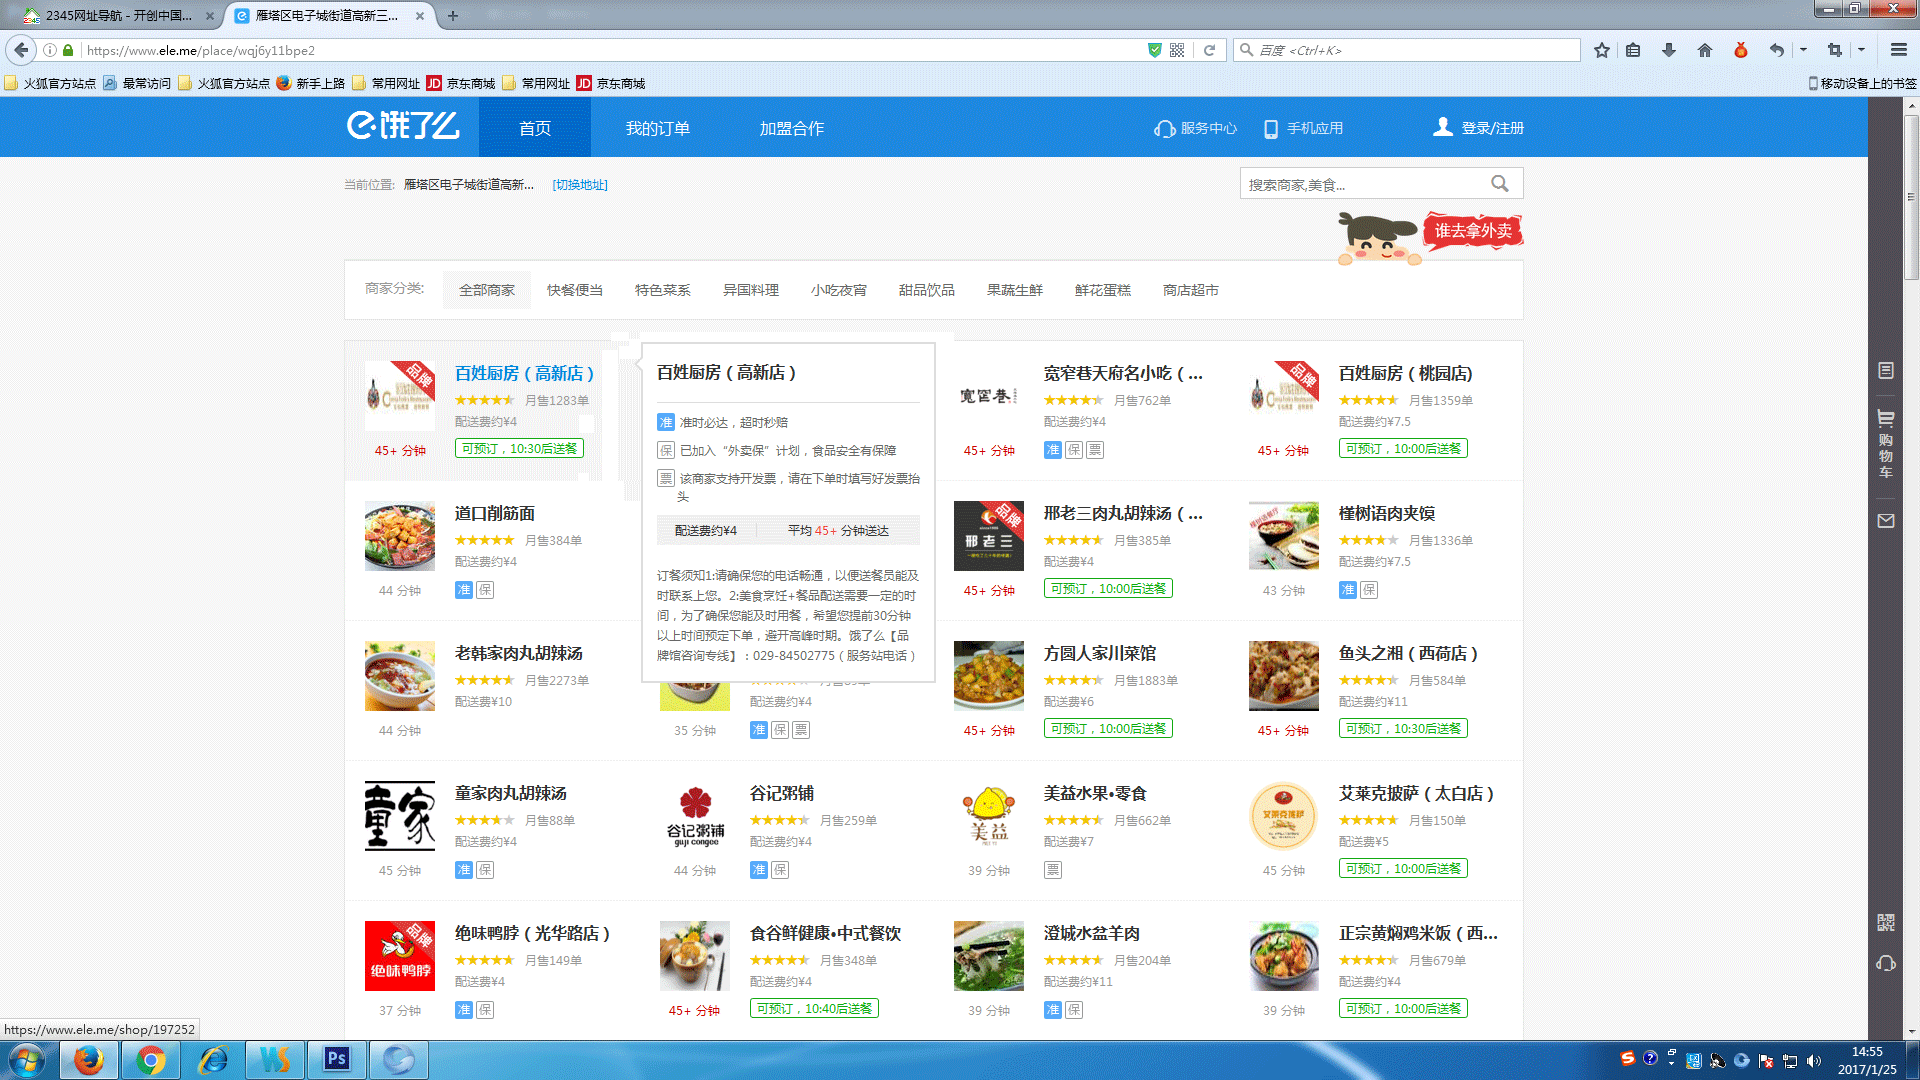 2345网址导航 - 开创中国...
雁塔区电子城街道高新三...
https://www.ele.me/place/wqj6y11bpe2
百度 <Ctrl+K>
火狐官方站点 最常访问 火狐官方站点 新手上路 常用网址 JD 京东商城 常用网址 JD 京东商城 移动设备上的书签
饿了么 首页 我的订单 加盟合作 服务中心 手机应用 登录/注册
当前位置: 雁塔区电子城街道高新... [切换地址] 搜索商家,美食...
谁去拿外卖
商家分类: 全部商家 快餐便当 特色菜系 异国料理 小吃夜宵 甜品饮品 果蔬生鲜 鲜花蛋糕 商店超市
品牌
百姓厨房（高新店）
月售1283单
配送费约¥4
45+ 分钟 可预订，10:30后送餐
百姓厨房（高新店）
准 准时必达，超时秒赔
保 已加入“外卖保”计划，食品安全有保障
票 该商家支持开发票，请在下单时填写好发票抬
头
配送费约¥4 平均 45+ 分钟送达
订餐须知1:请确保您的电话畅通，以便送餐员能及
时联系上您。2:美食烹饪+餐品配送需要一定的时
间，为了确保您能及时用餐，希望您提前30分钟
以上时间预定下单，避开高峰时期。饿了么【品
牌馆咨询专线】：029-84502775（服务站电话）
宽窄巷
宽窄巷天府名小吃（...
月售762单
配送费约¥4
45+ 分钟 准 保 票
品牌
百姓厨房（桃园店)
月售1359单
配送费约¥7.5
45+ 分钟 可预订，10:00后送餐
道口削筋面
月售384单
配送费约¥4
44 分钟 准 保
品牌
邢老三
邢老三肉丸胡辣汤（...
月售385单
配送费¥4
45+ 分钟 可预订，10:00后送餐
槿树语肉夹馍
月售1336单
配送费约¥7.5
43 分钟 准 保
老韩家肉丸胡辣汤
月售2273单
配送费¥10
44 分钟
配送费约¥4
35 分钟 准 保 票
方圆人家川菜馆
月售1883单
配送费¥6
45+ 分钟 可预订，10:00后送餐
鱼头之湘（西荷店）
月售584单
配送费约¥11
45+ 分钟 可预订，10:30后送餐
童家
童家肉丸胡辣汤
月售88单
配送费约¥4
45 分钟 准 保
谷记粥铺
guji congee
谷记粥铺
月售259单
配送费约¥4
44 分钟 准 保
美益
美益水果•零食
月售662单
配送费¥7
39 分钟 票
艾莱克披萨
艾莱克披萨（太白店）
月售150单
配送费¥5
45 分钟 可预订，10:00后送餐
品牌
绝味鸭脖
绝味鸭脖（光华路店）
月售149单
配送费¥4
37 分钟 准 保
食谷鲜健康•中式餐饮
月售348单
配送费约¥4
45+ 分钟 可预订，10:40后送餐
澄城水盆羊肉
月售204单
配送费约¥11
39 分钟 准 保
正宗黄焖鸡米饭（西...
月售679单
配送费约¥4
39 分钟 可预订，10:00后送餐
购物车
https://www.ele.me/shop/197252
Ps
14:55
2017/1/25